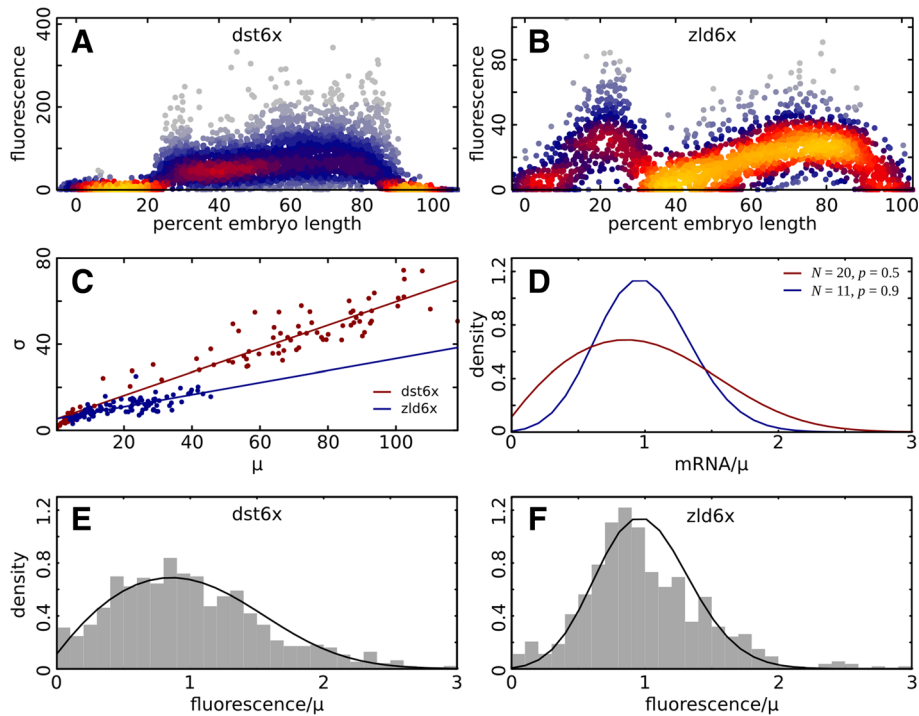 A
dst6x
fluorescence
0
200
400
0
20
40
60
80
100
percent embryo length
B
zld6x
fluorescence
0
40
80
0
20
40
60
80
100
percent embryo length
C
σ
0
40
80
0
20
40
60
80
100
μ
dst6x
zld6x
D
density
0
0.4
0.8
1.2
0
1
2
3
mRNA/μ
N = 20, p = 0.5
N = 11, p = 0.9
E
dst6x
density
0
0.4
0.8
1.2
0
1
2
3
fluorescence/μ
F
zld6x
0
0.4
0.8
1.2
0
1
2
3
fluorescence/μ